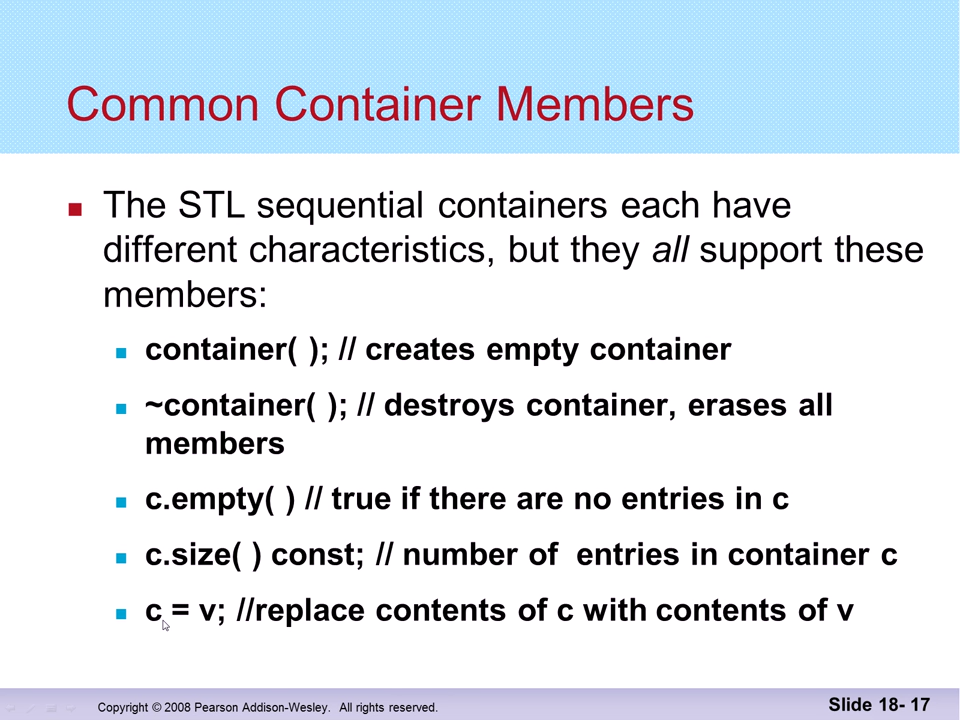 Common Container Members
The STL sequential containers each have
different characteristics, but they all support these
members:
container( ); // creates empty container
~container( ); // destroys container, erases all
members
c.empty( ) // true if there are no entries in c
c.size( ) const; // number of  entries in container c
c = v; //replace contents of c with contents of v
Copyright © 2008 Pearson Addison-Wesley.  All rights reserved.
Slide 18- 17